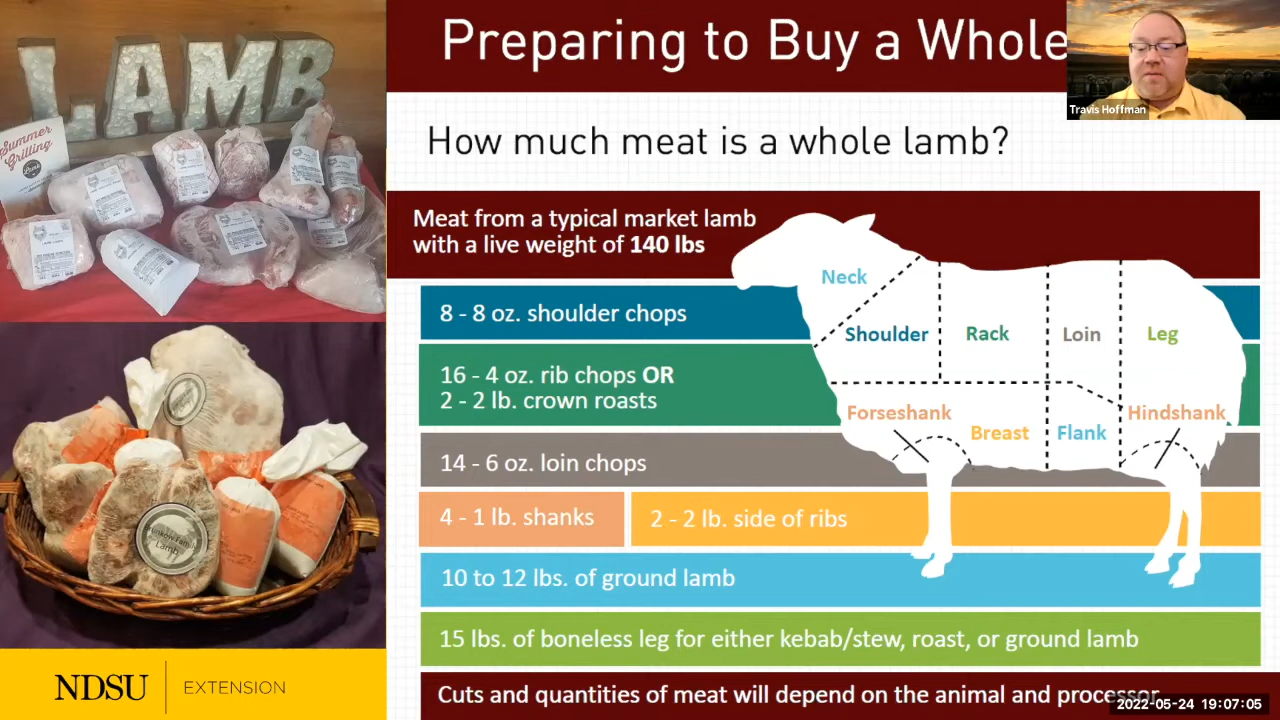 LAMB
Summer
Grilling
Preparing to Buy a Whole
Travis Hoffman
How much meat is a whole lamb?
Meat from a typical market lamb
with a live weight of 140 lbs
8 - 8 oz. shoulder chops
16 - 4 oz. rib chops OR
2 - 2 lb. crown roasts
14 - 6 oz. loin chops
4 - 1 lb. shanks
2 - 2 lb. side of ribs
10 to 12 lbs. of ground lamb
15 lbs. of boneless leg for either kebab/stew, roast, or ground lamb
Cuts and quantities of meat will depend on the animal and processor.
Neck
Shoulder
Rack
Loin
Leg
Forseshank
Breast
Flank
Hindshank
Lamb
NDSU
EXTENSION
2022-05-24 19:07:05